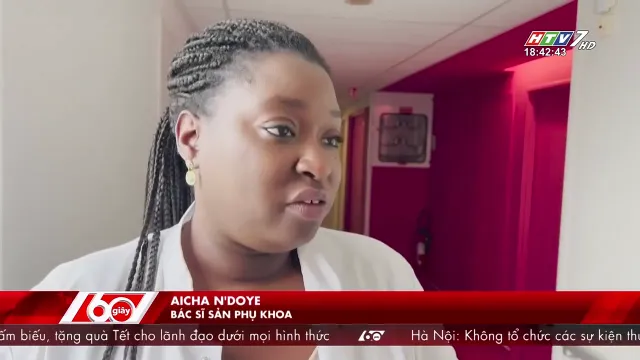 HTV7 HD
18:42:43
60 giây
AICHA N'DOYE
BÁC SĨ SẢN PHỤ KHOA
ấm biếu, tặng quà Tết cho lãnh đạo dưới mọi hình thức 60 Hà Nội: Không tổ chức các sự kiện th